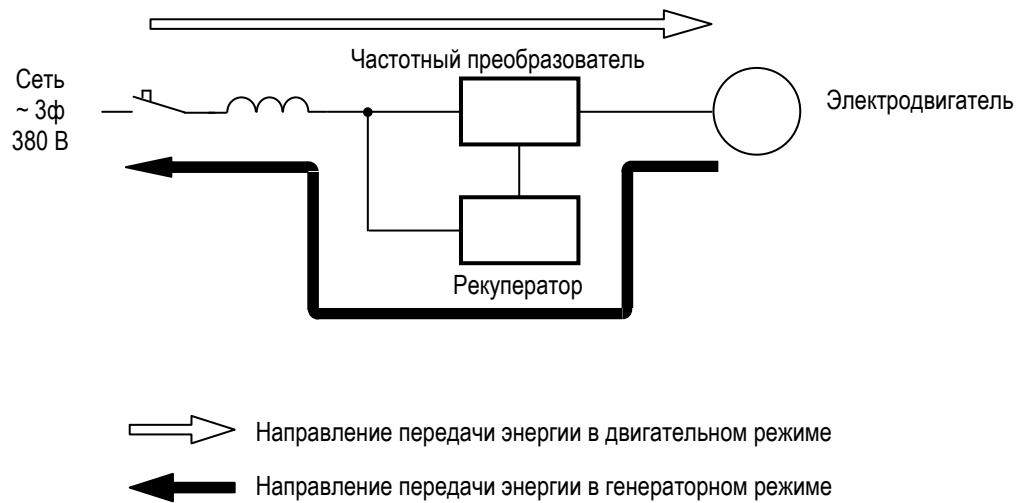 Частотный преобразователь
Сеть
~ 3ф
380 В
Электродвигатель
Рекуператор
Направление передачи энергии в двигательном режиме
Направление передачи энергии в генераторном режиме